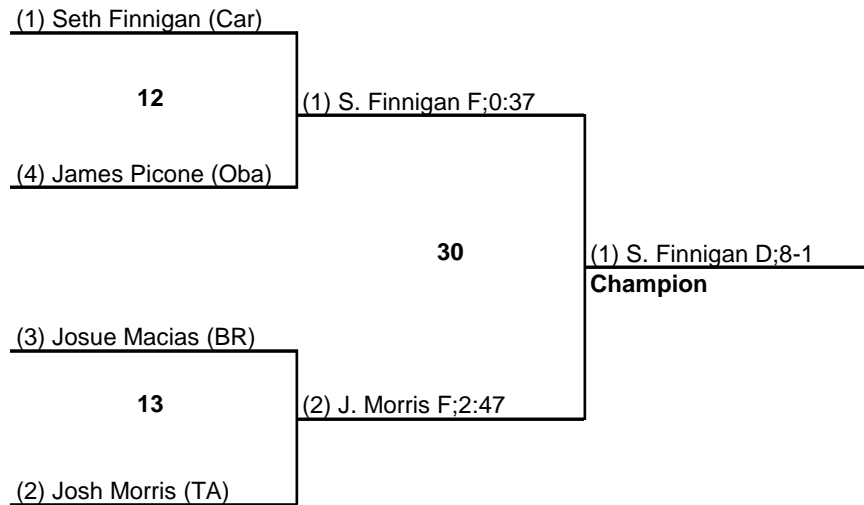 (1) Seth Finnigan (Car)
12
(1) S. Finnigan F;0:37
(4) James Picone (Oba)
30
(1) S. Finnigan D;8-1
Champion
(3) Josue Macias (BR)
13
(2) J. Morris F;2:47
(2) Josh Morris (TA)